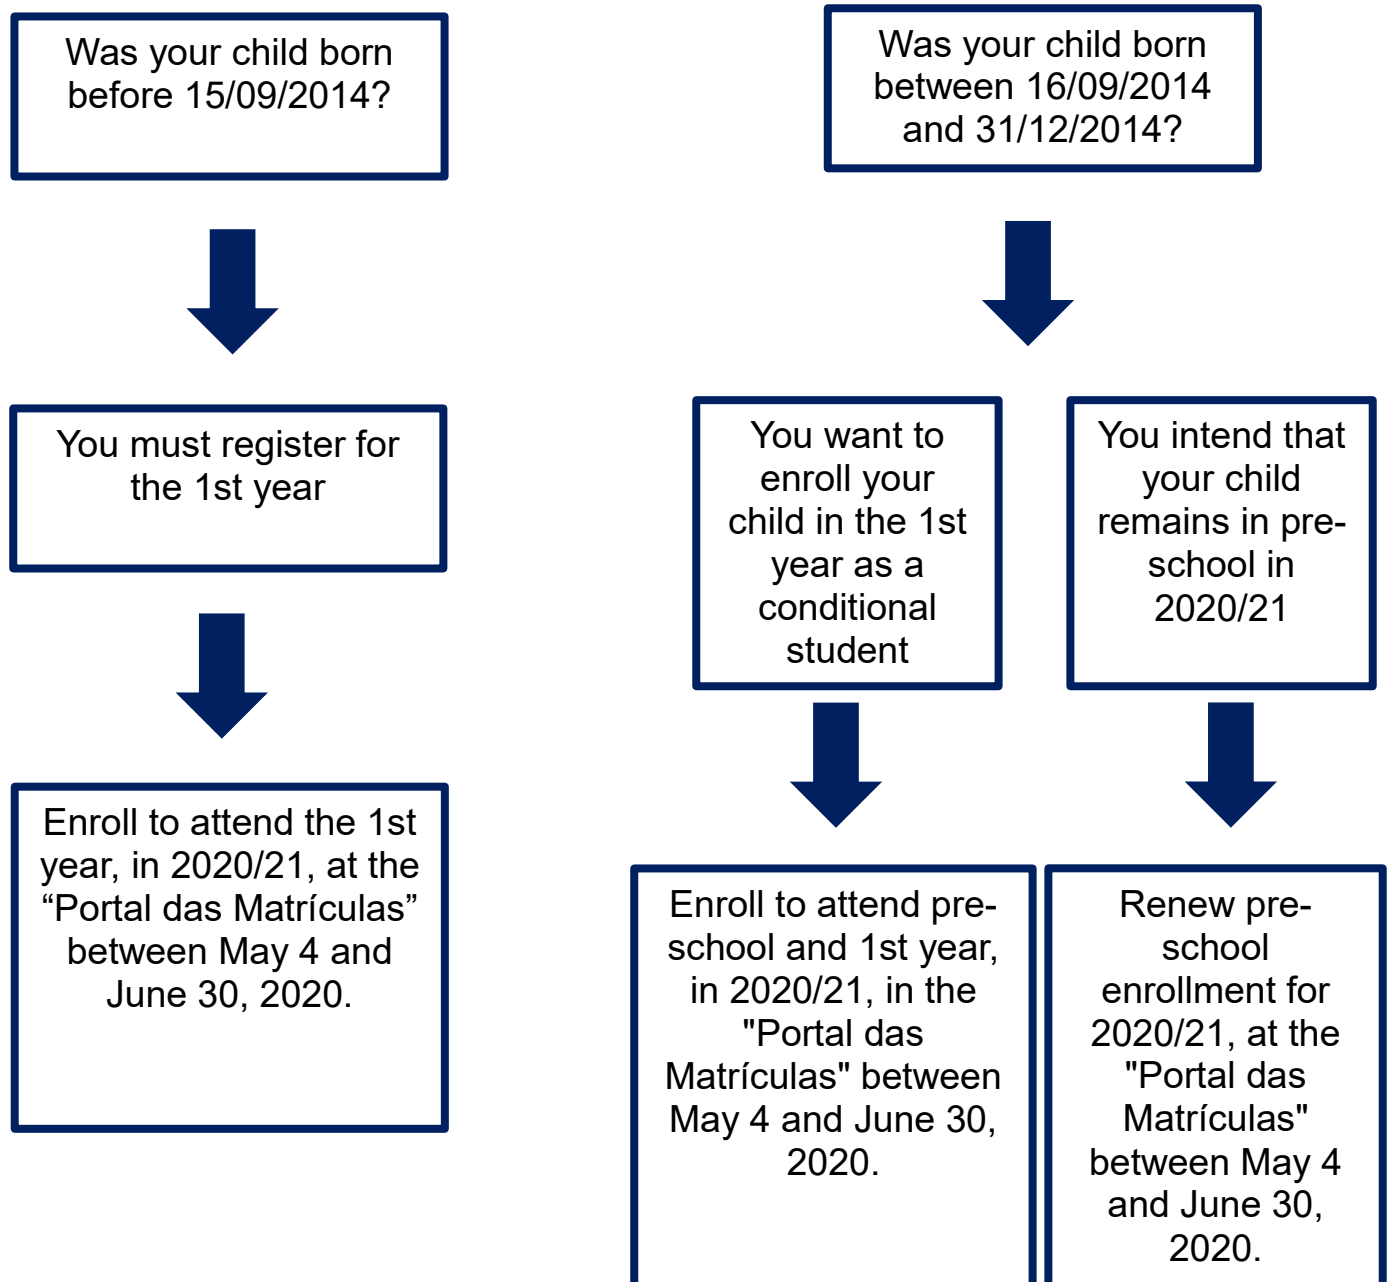 Was your child born
before 15/09/2014?
You must register for
the 1st year
Enroll to attend the 1st
year, in 2020/21, at the
“Portal das Matrículas”
between May 4 and
June 30, 2020.
Was your child born
between 16/09/2014
and 31/12/2014?
You want to
enroll your
child in the 1st
year as a
conditional
student
Enroll to attend pre-
school and 1st year,
in 2020/21, in the
"Portal das
Matrículas" between
May 4 and June 30,
2020.
You intend that
your child
remains in pre-
school in
2020/21
Renew pre-
school
enrollment for
2020/21, at the
"Portal das
Matrículas"
between May 4
and June 30,
2020.